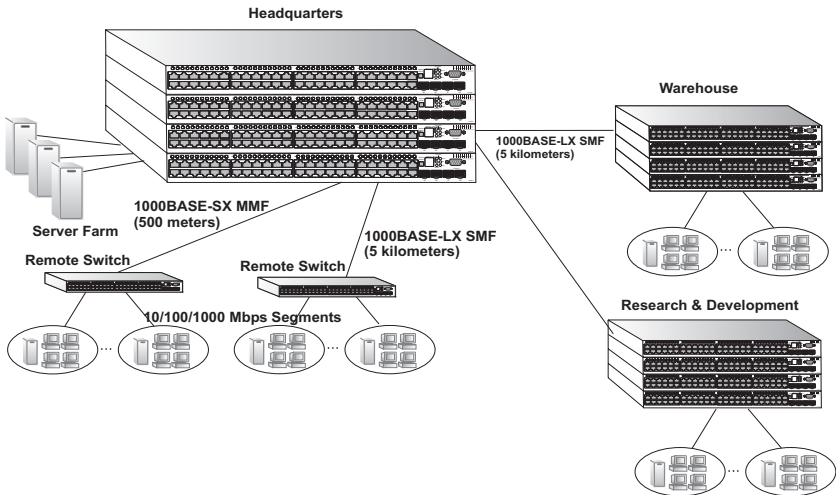 Headquarters
Warehouse
1000BASE-LX SMF
(5 kilometers)
1000BASE-SX MMF
(500 meters)
Server Farm
1000BASE-LX SMF
(5 kilometers)
Remote Switch
Remote Switch
10/100/1000 Mbps Segments
...
...
...
Research & Development
...